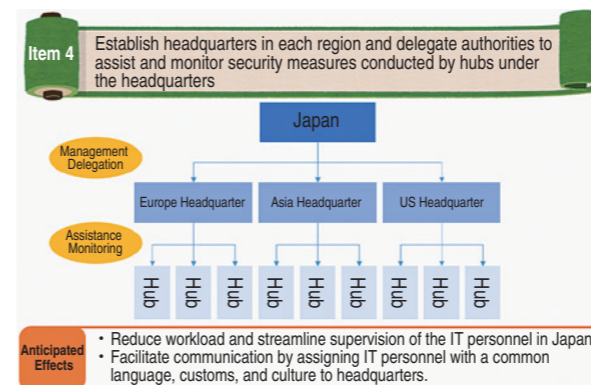 Item 4
Establish headquarters in each region and delegate authorities to
assist and monitor security measures conducted by hubs under
the headquarters
Japan
Management
Delegation
Europe Headquarter
Asia Headquarter
US Headquarter
Assistance
Monitoring
Hub
Hub
Hub
Hub
Hub
Hub
Hub
Hub
Hub
Anticipated
Effects
• Reduce workload and streamline supervision of the IT personnel in Japan
• Facilitate communication by assigning IT personnel with a common
language, customs, and culture to headquarters.